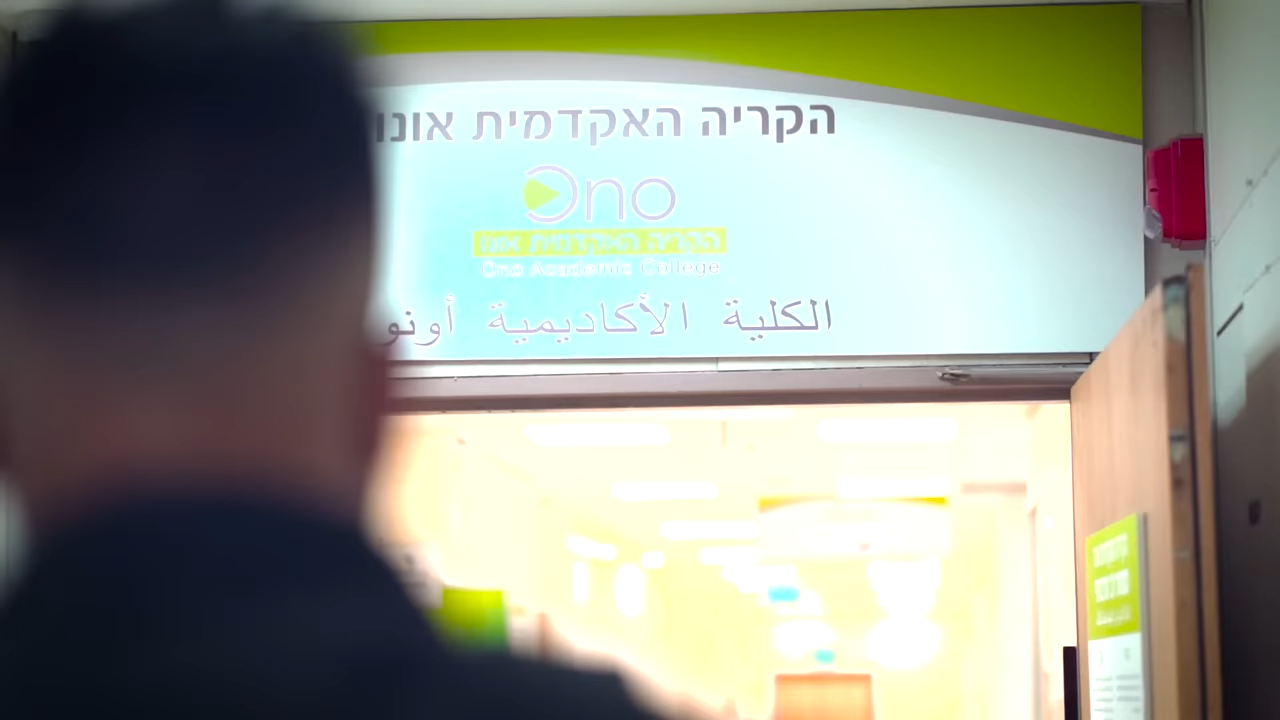 הקריה האקדמית אונו
Ono
הקריה האקדמית אונו
Ono Academic College
الكلية الأكاديمية أونو